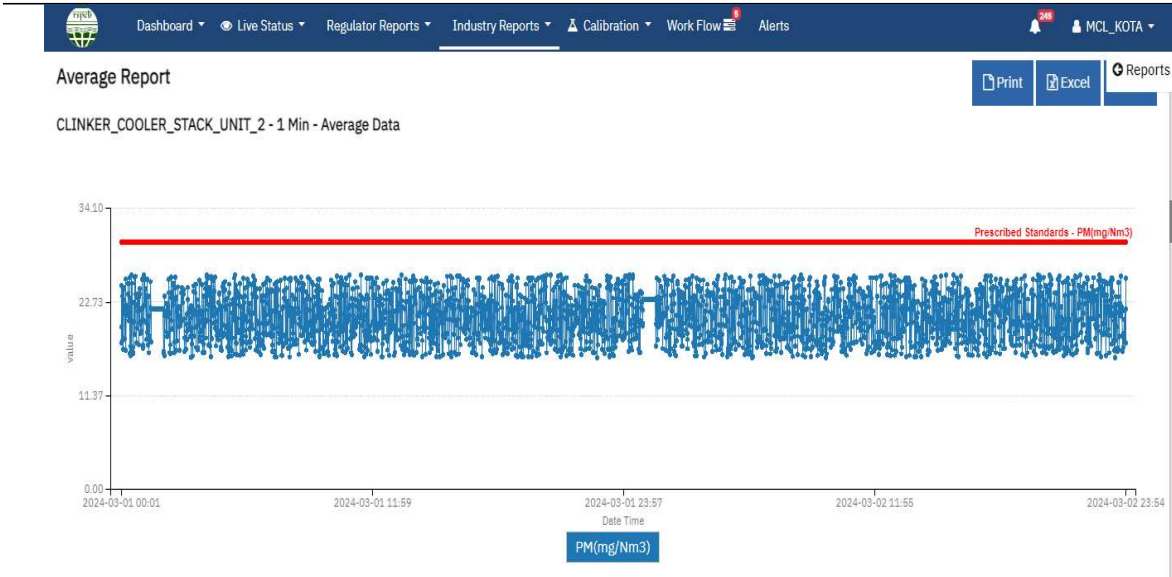 rspcb
Dashboard Live Status Regulator Reports Industry Reports Calibration Work Flow 5 Alerts 245 MCL_KOTA
Average Report
Print Excel Reports
CLINKER_COOLER_STACK_UNIT_2 - 1 Min - Average Data
34.10
Prescribed Standards - PM(mg/Nm3)
22.73
value
11.37
0.00
2024-03-01 00:01 2024-03-01 11:59 2024-03-01 23:57 2024-03-02 11:55 2024-03-02 23:54
Date Time
PM(mg/Nm3)